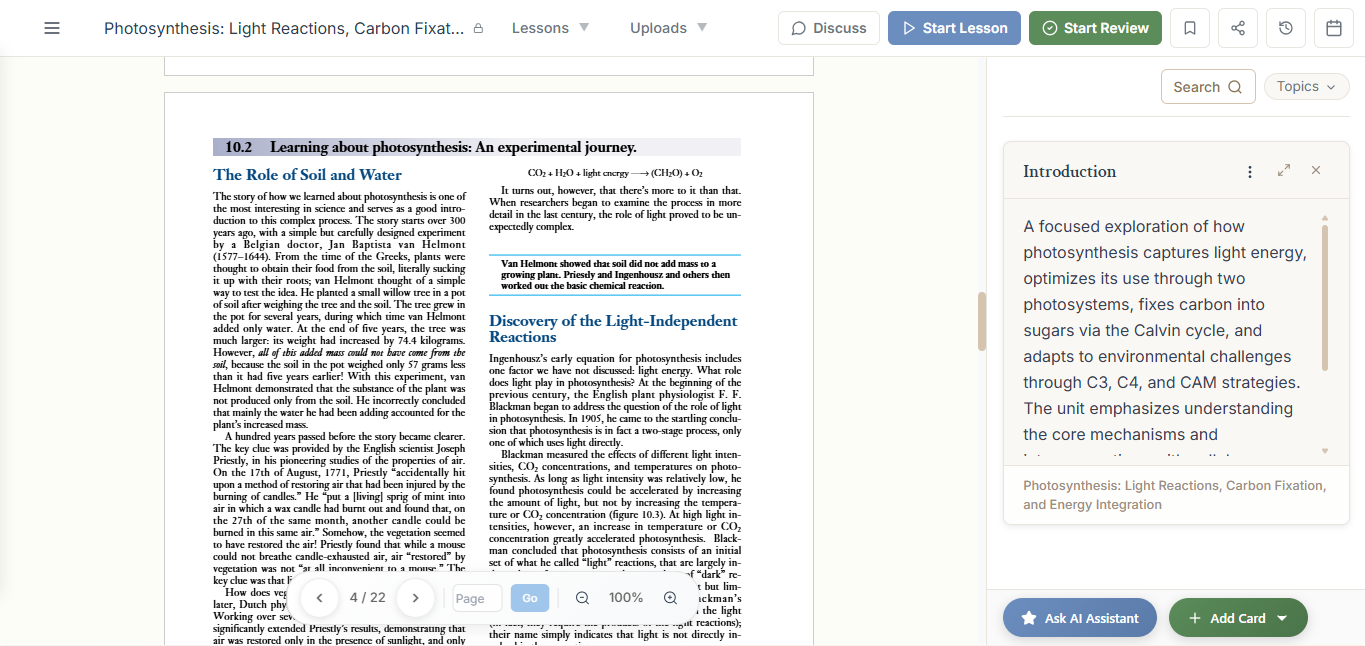 Photosynthesis: Light Reactions, Carbon Fixat...
Lessons
Uploads
Discuss
Start Lesson
Start Review
10.2 Learning about photosynthesis: An experimental journey.
The Role of Soil and Water
The story of how we learned about photosynthesis is one of
the most interesting in science and serves as a good intro-
duction to this complex process. The story starts over 300
years ago, with a simple but carefully designed experiment
by a Belgian doctor, Jan Baptista van Helmont
(1577–1644). From the time of the Greeks, plants were
thought to obtain their food from the soil, literally sucking
it up with their roots; van Helmont thought of a simple
way to test the idea. He planted a small willow tree in a pot
of soil after weighing the tree and the soil. The tree grew in
the pot for several years, during which time van Helmont
added only water. At the end of five years, the tree was
much larger: its weight had increased by 74.4 kilograms.
However, all of this added mass could not have come from the
soil, because the soil in the pot weighed only 57 grams less
than it had five years earlier! With this experiment, van
Helmont demonstrated that the substance of the plant was
not produced only from the soil. He incorrectly concluded
that mainly the water he had been adding accounted for the
plant's increased mass.
A hundred years passed before the story became clearer.
The key clue was provided by the English scientist Joseph
Priestly, in his pioneering studies of the properties of air.
On the 17th of August, 1771, Priestly “accidentally hit
upon a method of restoring air that had been injured by the
burning of candles.” He “put a [living] sprig of mint into
air in which a wax candle had burnt out and found that, on
the 27th of the same month, another candle could be
burned in this same air.” Somehow, the vegetation seemed
to have restored the air! Priestly found that while a mouse
could not breathe candle-exhausted air, air “restored” by
vegetation was not “at all inconvenient to a mouse.” The
key clue was that
How does
later, Dutch
Working over
significantly extended Priestly's results, demonstrating that
air was restored only in the presence of sunlight, and only
CO₂ + H₂O + light energy ⟶ (CH₂O) + O₂
It turns out, however, that there's more to it than that.
When researchers began to examine the process in more
detail in the last century, the role of light proved to be un-
expectedly complex.
Van Helmont showed that soil did not add mass to a
growing plant. Priestly and Ingenhousz and others then
worked out the basic chemical reaction.
Discovery of the Light-Independent
Reactions
Ingenhousz's early equation for photosynthesis includes
one factor we have not discussed: light energy. What role
does light play in photosynthesis? At the beginning of the
previous century, the English plant physiologist F. F.
Blackman began to address the question of the role of light
in photosynthesis. In 1905, he came to the startling conclu-
sion that photosynthesis is in fact a two-stage process, only
one of which uses light directly.
Blackman measured the effects of different light inten-
sities, CO₂ concentrations, and temperatures on photo-
synthesis. As long as light intensity was relatively low, he
found photosynthesis could be accelerated by increasing
the amount of light, but not by increasing the tempera-
ture or CO₂ concentration (figure 10.3). At high light in-
tensities, however, an increase in temperature or CO₂
concentration greatly accelerated photosynthesis. Black-
man concluded that photosynthesis consists of an initial
set of what he called “light” reactions, that are largely in-
of “dark” re-
but lim-
the light
reactions);
their name simply indicates that light is not directly in-
4 / 22
Page
Go
100%
Search
Topics
Introduction
A focused exploration of how
photosynthesis captures light energy,
optimizes its use through two
photosystems, fixes carbon into
sugars via the Calvin cycle, and
adapts to environmental challenges
through C3, C4, and CAM strategies.
The unit emphasizes understanding
the core mechanisms and
Photosynthesis: Light Reactions, Carbon Fixation,
and Energy Integration
Ask AI Assistant
Add Card